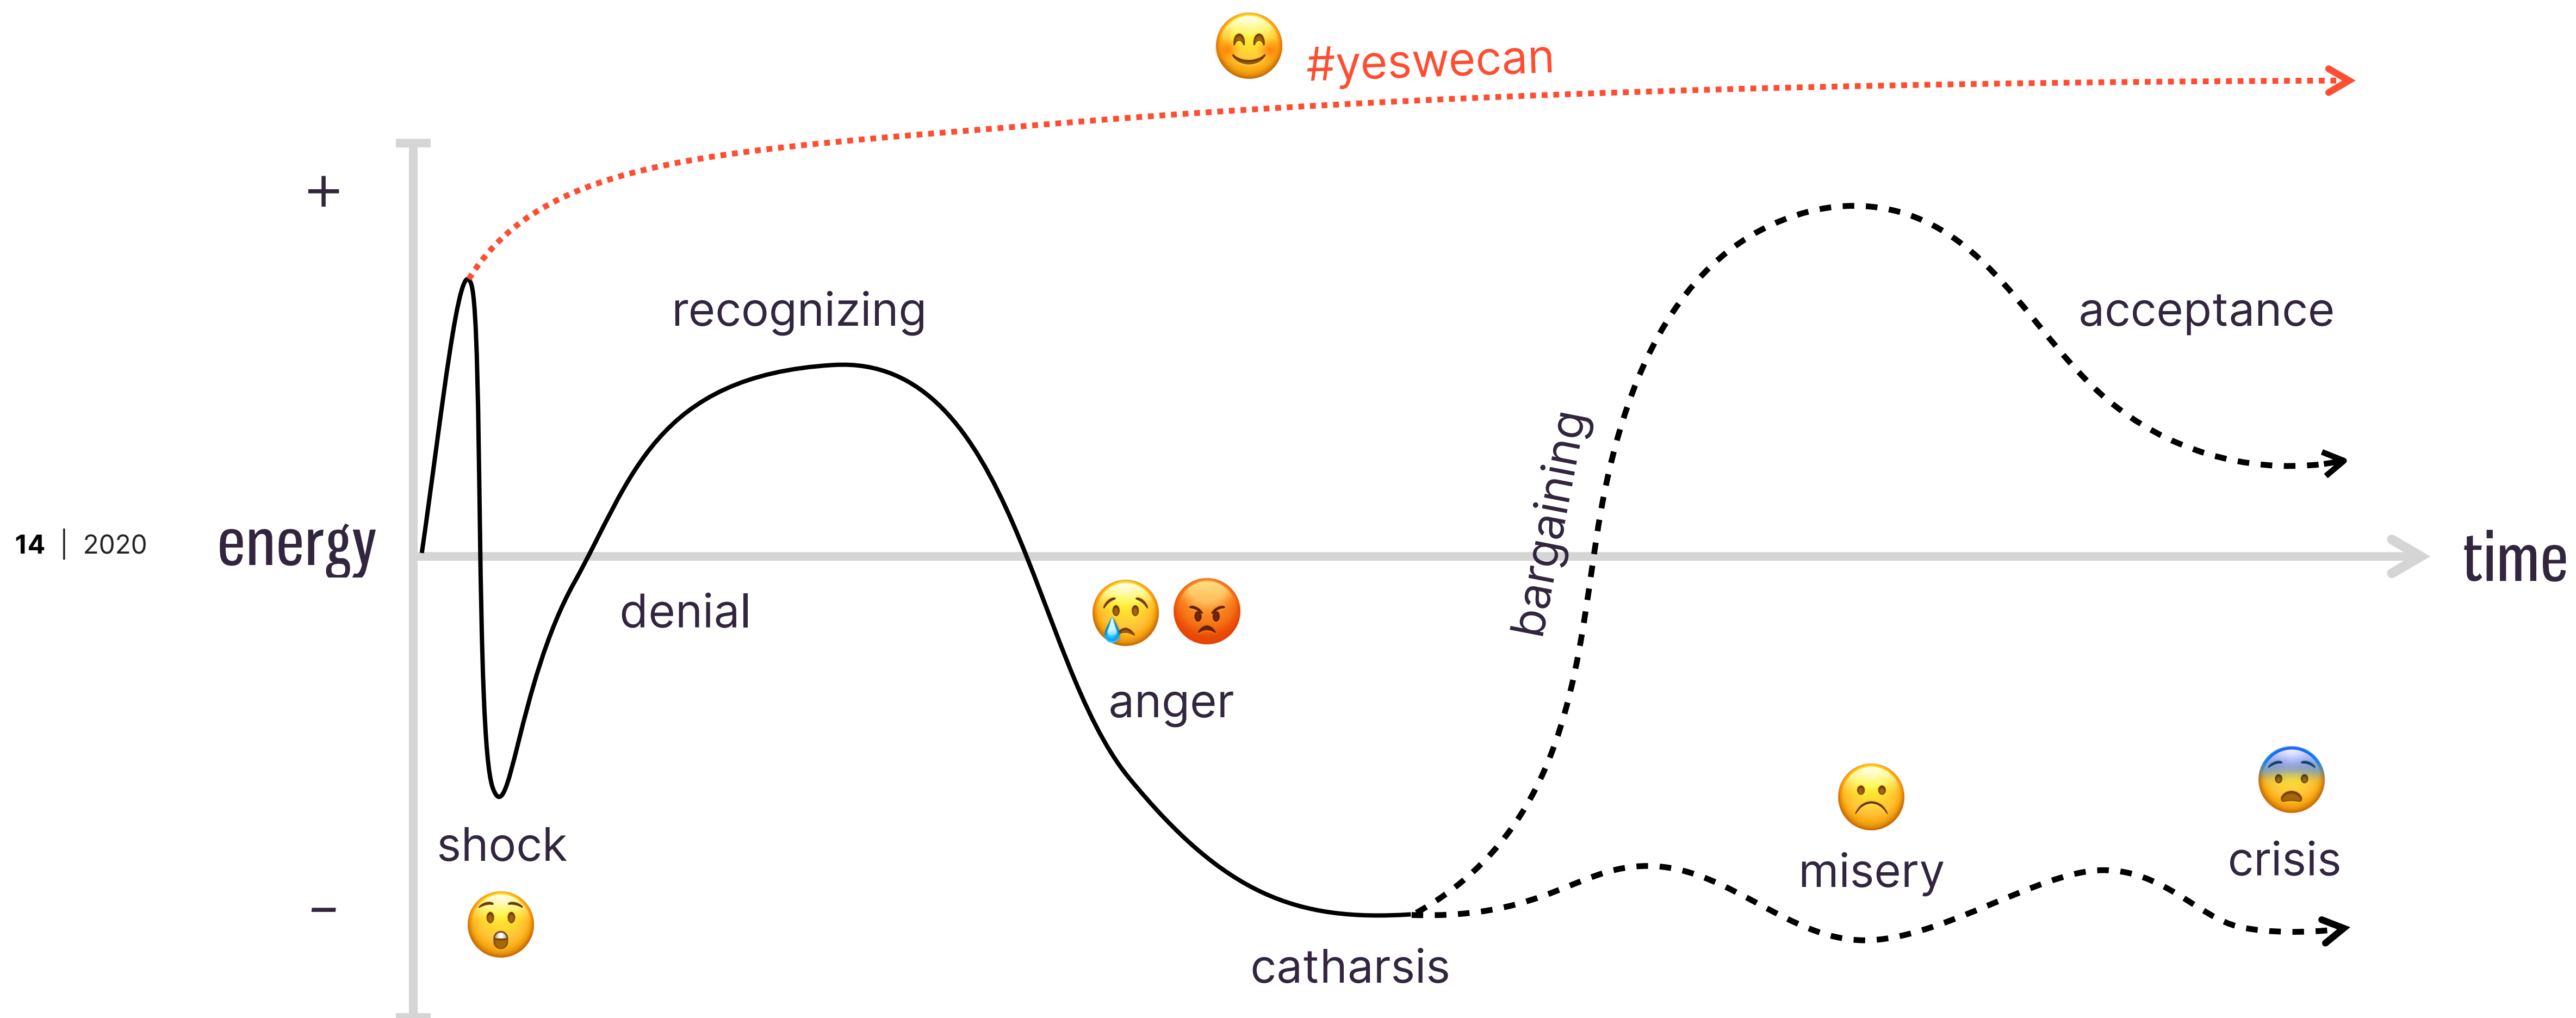 #yeswecan
+
recognizing
acceptance
bargaining
14 | 2020
energy
time
denial
anger
shock
misery
crisis
–
catharsis